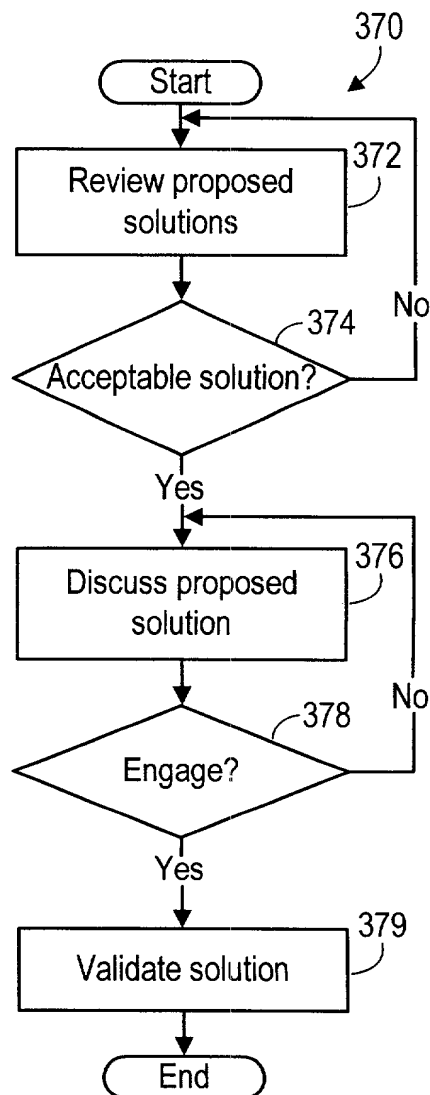 370
Start
372
Review proposed
solutions
374
No
Acceptable solution?
Yes
376
Discuss proposed
solution
378
No
Engage?
Yes
379
Validate solution
End